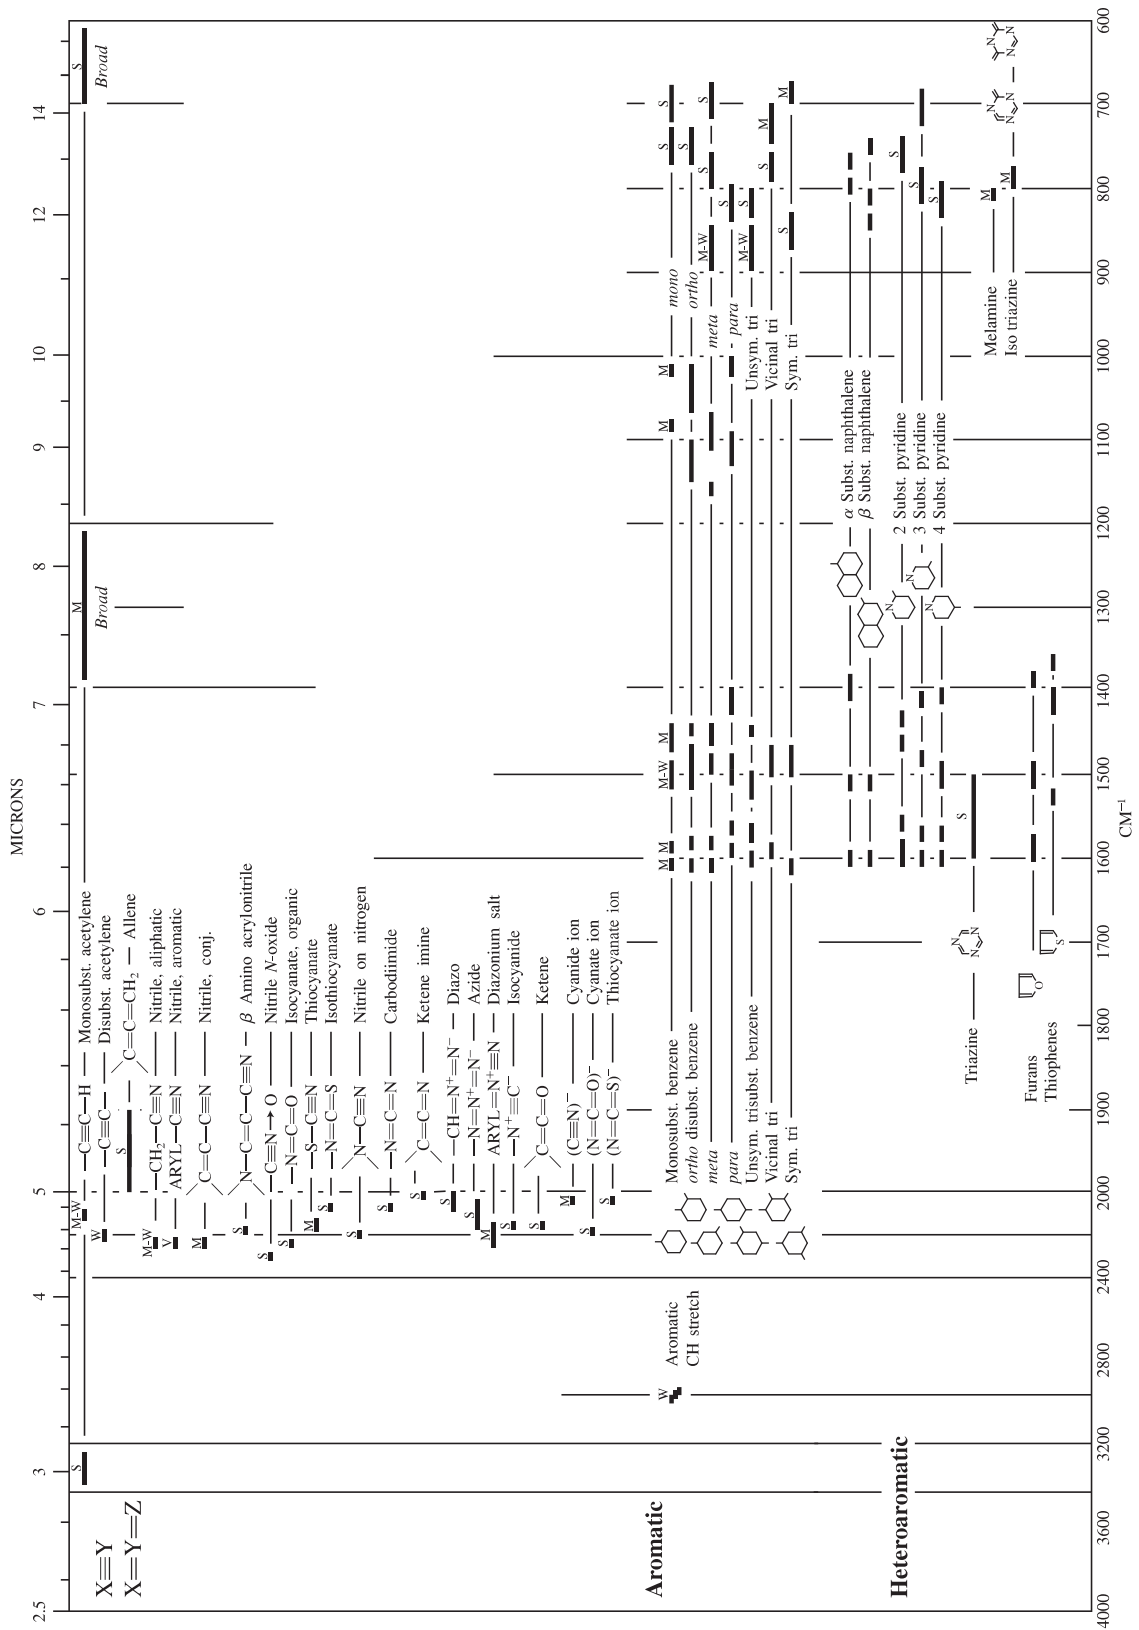 MICRONS
2.5 3 4 5 6 7 8 9 10 12 14
X≡Y
X=Y=Z
S
M-W
C≡C—H Monosubst. acetylene
M
Broad
S
Broad
W
C≡C Disubst. acetylene
S
C=C=CH2 Allene
M-W
CH2—C≡N Nitrile, aliphatic
V
ARYL—C≡N Nitrile, aromatic
M
C=C—C≡N Nitrile, conj.
S
N—C=C—C≡N β Amino acrylonitrile
S
C≡N→O Nitrile N-oxide
S
N=C=O Isocyanate, organic
M
S—C≡N Thiocyanate
S
N=C=S Isothiocyanate
S
N—C≡N Nitrile on nitrogen
S
N=C=N Carbodiimide
S
C=C=N Ketene imine
S
CH=N+=N− Diazo
S
N=N+=N− Azide
M
ARYL—N+≡N Diazonium salt
S
N+≡C− Isocyanide
S
C=C=O Ketene
M
(C≡N)− Cyanide ion
S
(N=C=O)− Cyanate ion
S
(N=C=S)− Thiocyanate ion
Aromatic
W
Aromatic
CH stretch
Monosubst. benzene M M M-W M M M mono S S
ortho disubst. benzene ortho S
meta meta M-W S S
para para S
Unsym. trisubst. benzene Unsym. tri M-W S
Vicinal tri Vicinal tri S M
Sym. tri Sym. tri S M
Heteroaromatic
α Subst. naphthalene
β Subst. naphthalene
N 2 Subst. pyridine S
N 3 Subst. pyridine S
N 4 Subst. pyridine S
Triazine N N N S
Melamine M
Iso triazine M N N N N N N
Furans O
Thiophenes S
4000 3600 3200 2800 2400 2000 1900 1800 1700 1600 1500 1400 1300 1200 1100 1000 900 800 700 600
CM−1